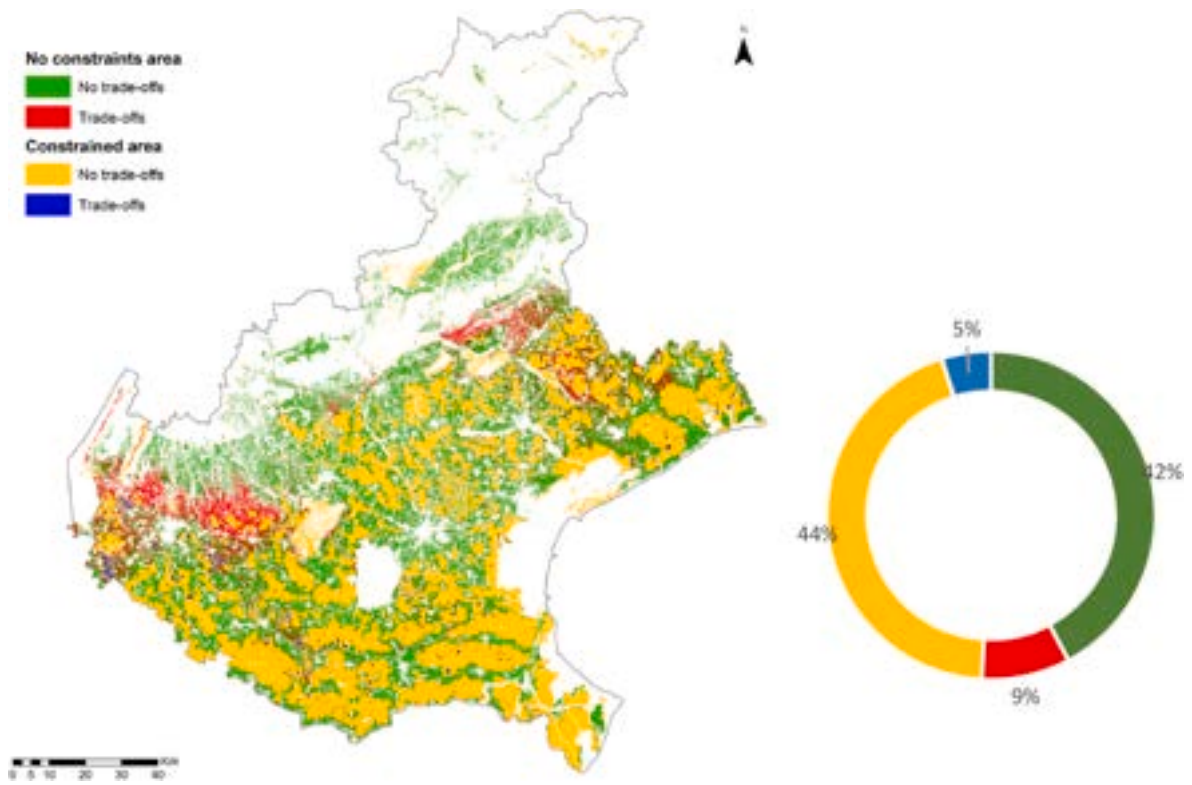 No constraints area
No trade-offs
Trade-offs
Constrained area
No trade-offs
Trade-offs
N
5%
42%
44%
9%
0 5 10 20 30 40